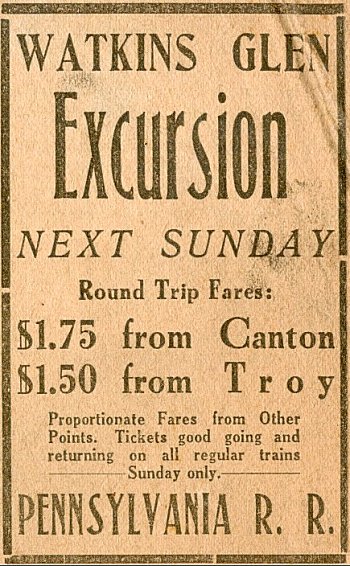 WATKINS GLEN
Excursion
NEXT SUNDAY
Round Trip Fares:
$1.75 from Canton
$1.50 from Troy
Proportionate Fares from Other
Points. Tickets good going and
returning on all regular trains
Sunday only.
PENNSYLVANIA R. R.